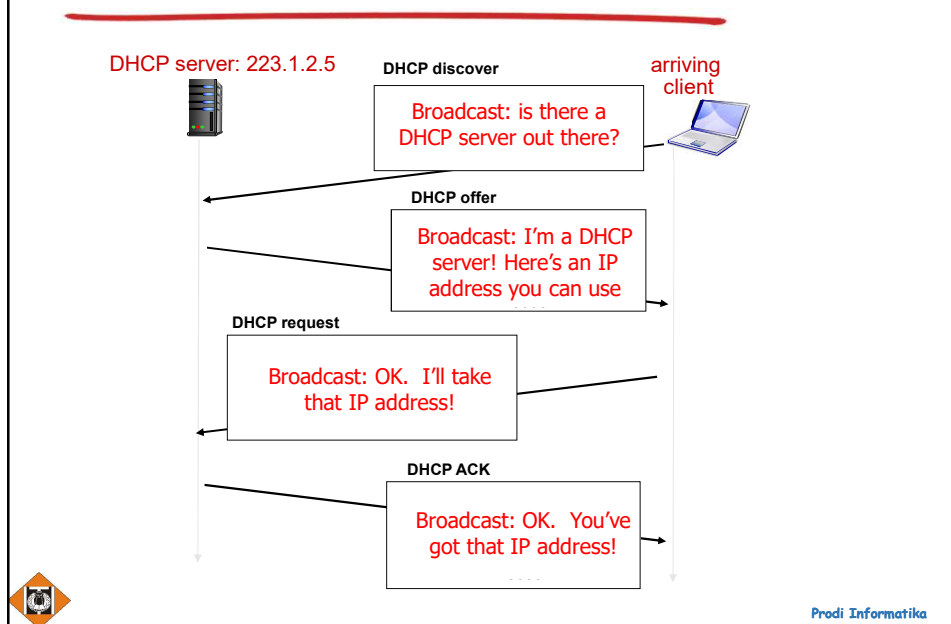 DHCP server: 223.1.2.5
DHCP discover
arriving
client
Broadcast: is there a
DHCP server out there?
DHCP offer
Broadcast: I'm a DHCP
server! Here's an IP
address you can use
DHCP request
Broadcast: OK. I'll take
that IP address!
DHCP ACK
Broadcast: OK. You've
got that IP address!
Prodi Informatika